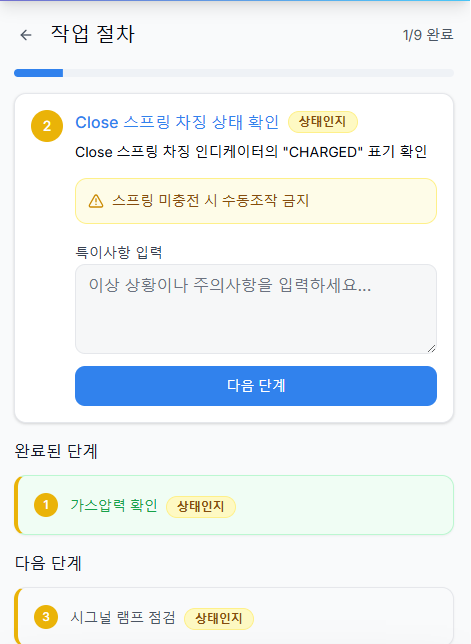 작업 절차
1/9 완료
2
Close 스프링 차징 상태 확인
상태인지
Close 스프링 차징 인디케이터의 "CHARGED" 표기 확인
스프링 미충전 시 수동조작 금지
특이사항 입력
이상 상황이나 주의사항을 입력하세요...
다음 단계
완료된 단계
1
가스압력 확인
상태인지
다음 단계
3
시그널 램프 점검
상태인지